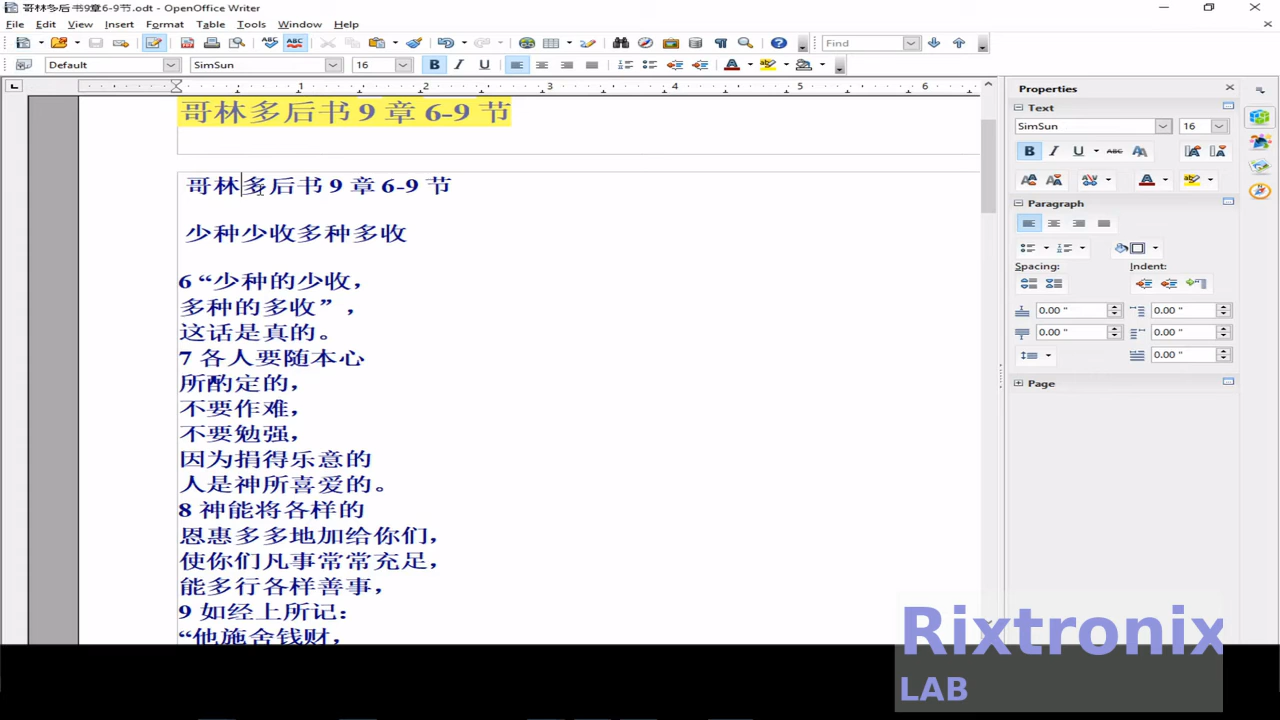 哥林多后书9章6-9节.odt - OpenOffice Writer
File Edit View Insert Format Table Tools Window Help
Find
Default SimSun 16
1 2 3 4 5 6
哥林多后书 9 章 6-9 节
哥林多后书 9 章 6-9 节
少种少收多种多收
6 “少种的少收，
多种的多收”，
这话是真的。
7 各人要随本心
所酌定的，
不要作难，
不要勉强，
因为捐得乐意的
人是神所喜爱的。
8 神能将各样的
恩惠多多地加给你们，
使你们凡事常常充足，
能多行各样善事，
9 如经上所记：
“他施舍钱财，
Properties
Text
SimSun 16
Paragraph
Spacing: Indent:
0.00 " 0.00 "
0.00 " 0.00 "
0.00 "
Page
Rixtronix
LAB